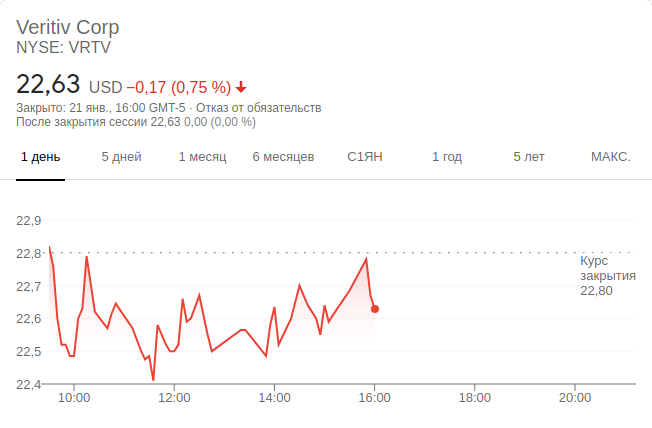 Veritiv Corp
NYSE: VRTV
22,63 USD −0,17 (0,75 %)
Закрыто: 21 янв., 16:00 GMT-5 · Отказ от обязательств
После закрытия сессии 22,63 0,00 (0,00 %)
1 день 5 дней 1 месяц 6 месяцев С1ЯН 1 год 5 лет МАКС.
22,9
22,8
22,7
22,6
22,5
22,4
Курс
закрытия
22,80
10:00 12:00 14:00 16:00 18:00 20:00